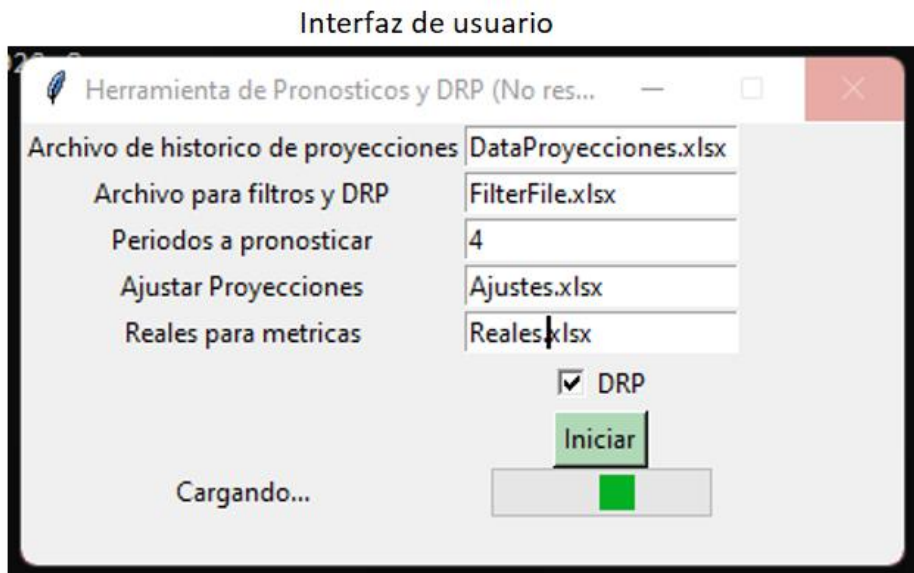 Interfaz de usuario
Herramienta de Pronosticos y DRP (No res...
Archivo de historico de proyecciones DataProyecciones.xlsx
Archivo para filtros y DRP FilterFile.xlsx
Periodos a pronosticar 4
Ajustar Proyecciones Ajustes.xlsx
Reales para metricas Reales.xlsx
DRP
Iniciar
Cargando...